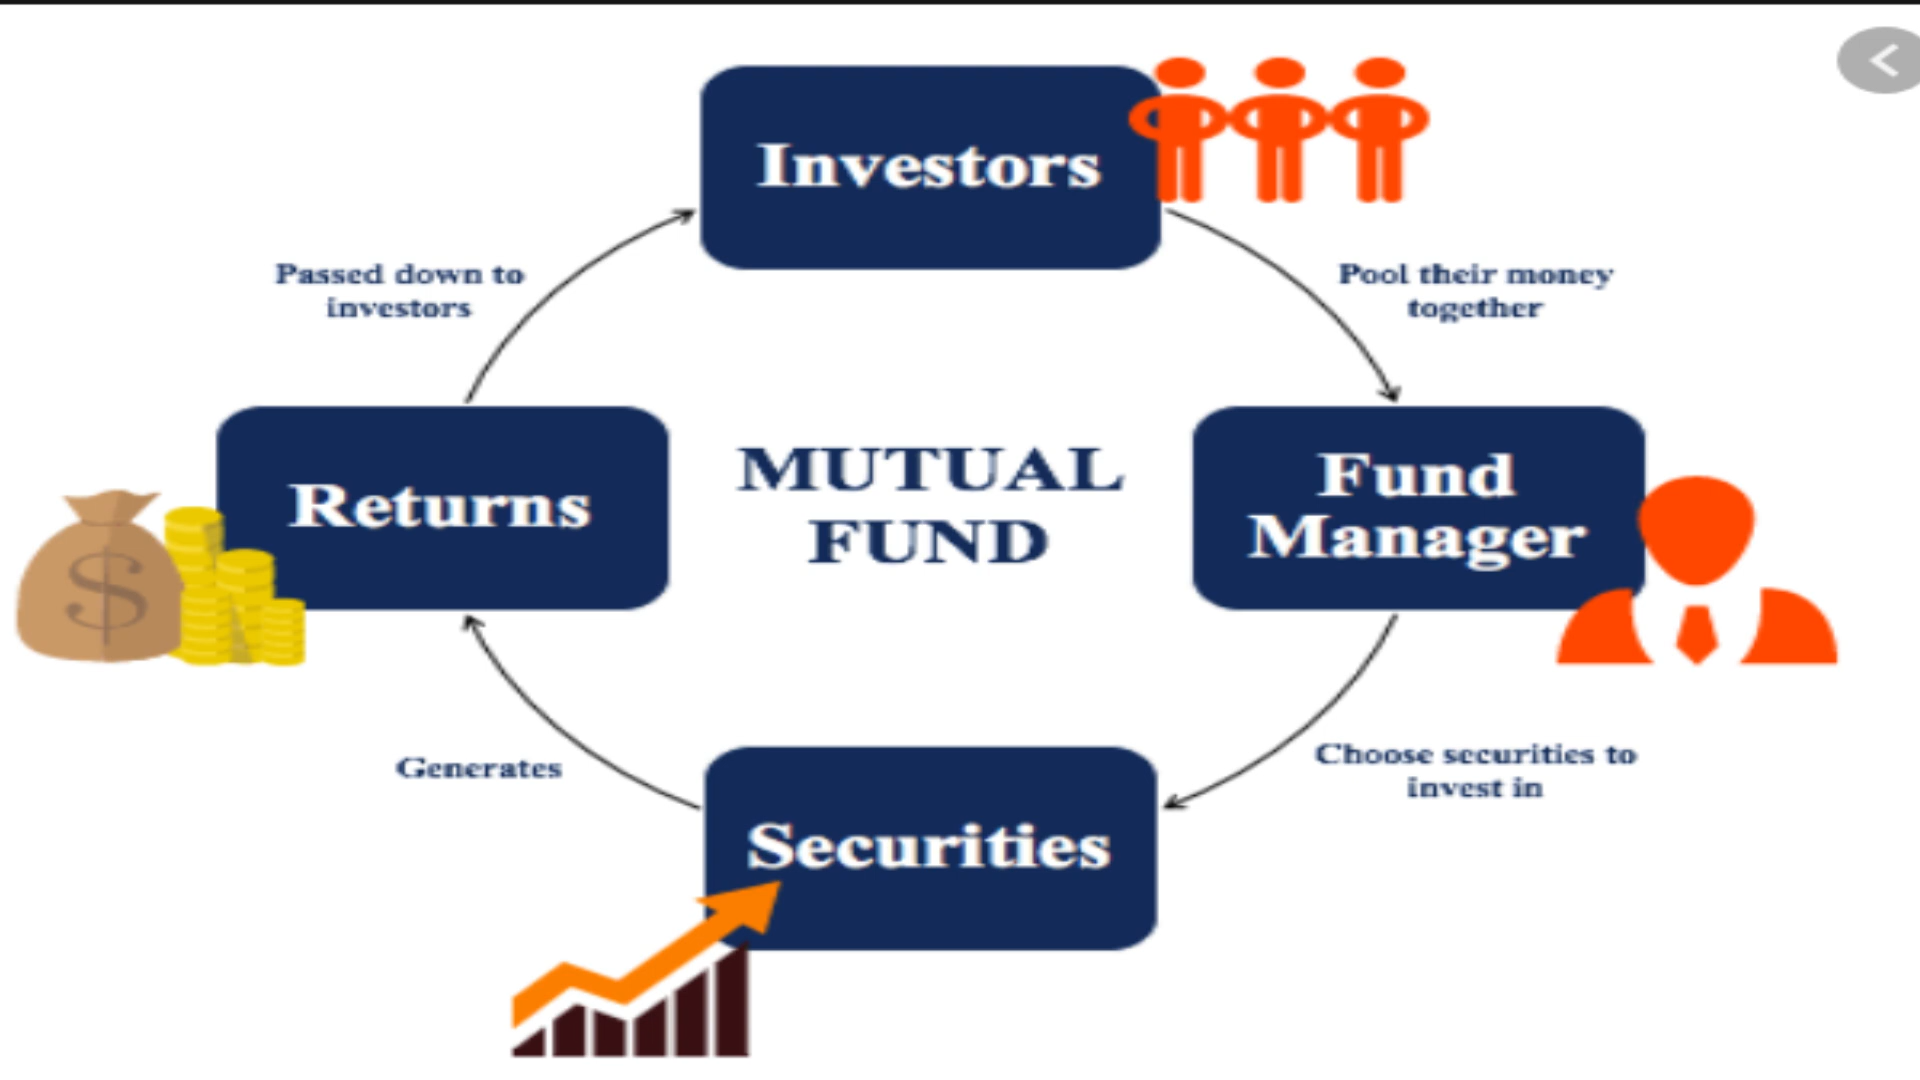 Investors
Passed down to
investors
Pool their money
together
Returns
MUTUAL
FUND
Fund
Manager
$
Generates
Choose securities to
invest in
Securities